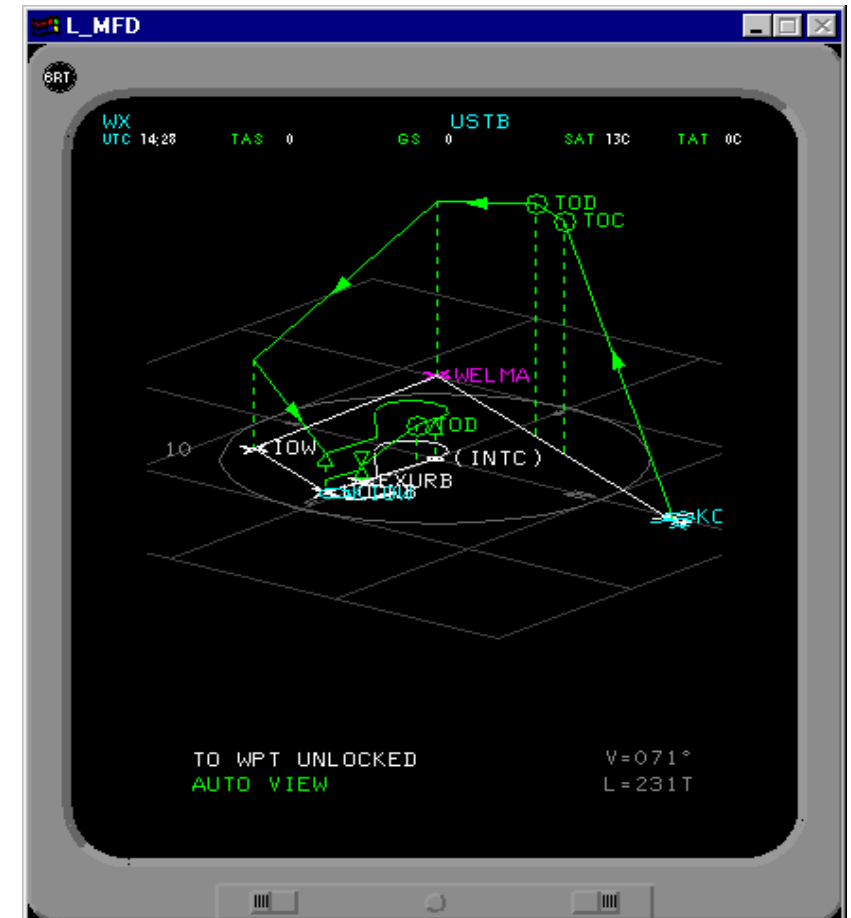 L_MFD
BRT
WX USTB
UTC 14:28 TAS 0 GS 0 SAT 13C TAT 0C
TOD
TOC
WELMA
TOD
10 IOW (INTC)
EXURB
KC
TO WPT UNLOCKED V=071°
AUTO VIEW L=231T